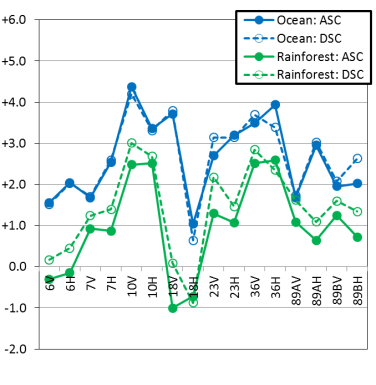 +6.0
+5.0
+4.0
+3.0
+2.0
+1.0
0.0
-1.0
-2.0
Ocean: ASC
Ocean: DSC
Rainforest: ASC
Rainforest: DSC
6V
6H
7V
7H
10V
10H
18V
18H
23V
23H
36V
36H
89AV
89AH
89BV
89BH